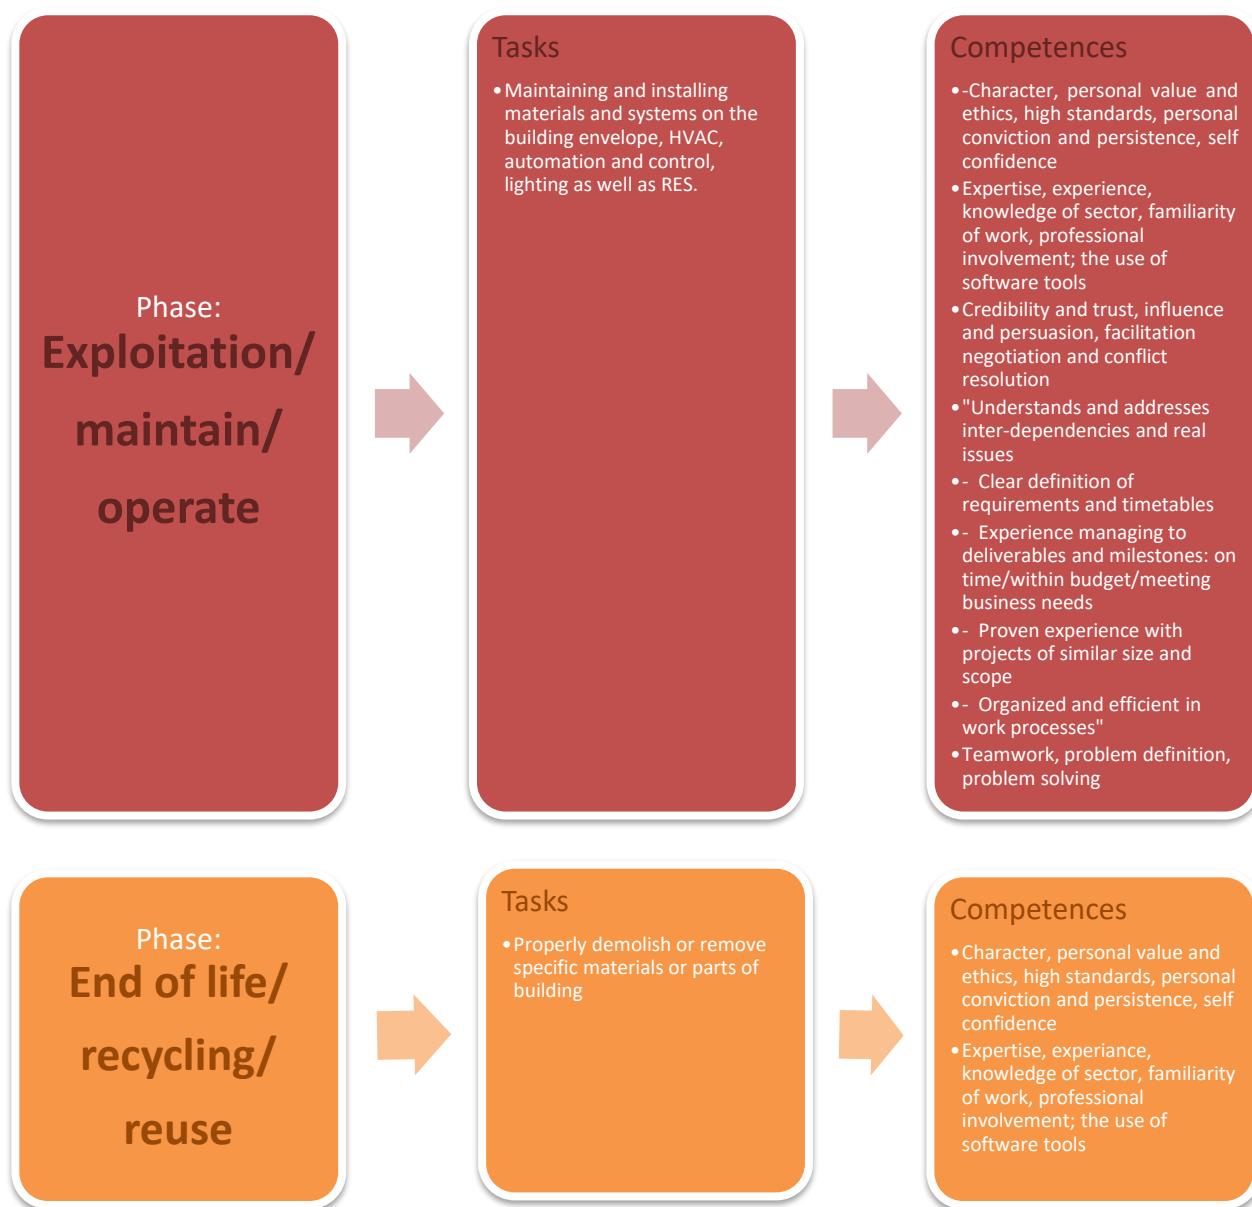 Phase:
Exploitation/
maintain/
operate
Tasks
•Maintaining and installing
materials and systems on the
building envelope, HVAC,
automation and control,
lighting as well as RES.
Competences
•-Character, personal value and
ethics, high standards, personal
conviction and persistence, self
confidence
•Expertise, experience,
knowledge of sector, familiarity
of work, professional
involvement; the use of
software tools
•Credibility and trust, influence
and persuasion, facilitation
negotiation and conflict
resolution
•"Understands and addresses
inter-dependencies and real
issues
•- Clear definition of
requirements and timetables
•- Experience managing to
deliverables and milestones: on
time/within budget/meeting
business needs
•- Proven experience with
projects of similar size and
scope
•- Organized and efficient in
work processes"
•Teamwork, problem definition,
problem solving
Phase:
End of life/
recycling/
reuse
Tasks
•Properly demolish or remove
specific materials or parts of
building
Competences
•Character, personal value and
ethics, high standards, personal
conviction and persistence, self
confidence
•Expertise, experiance,
knowledge of sector, familiarity
of work, professional
involvement; the use of
software tools